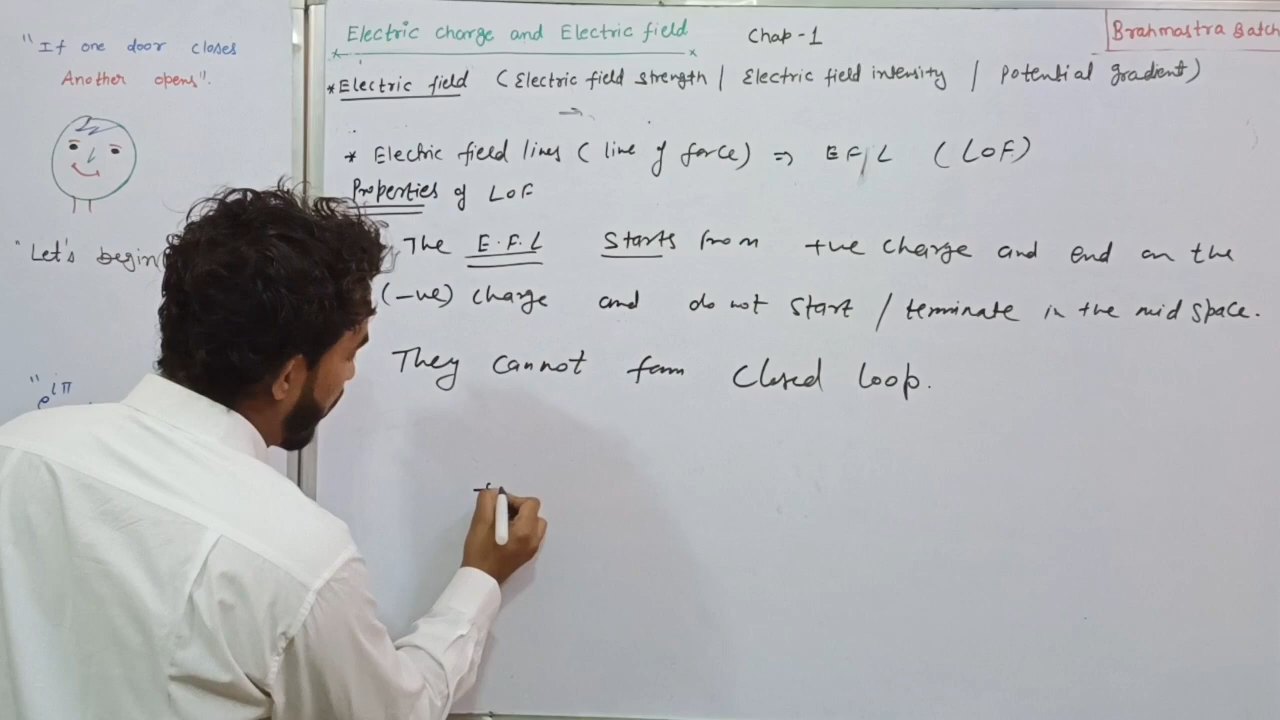 "If one door closes
Another opens".
"Let's begin
"e^iπ
Electric charge and Electric field
Chap-1
Brahmastra Batch
*Electric field (Electric field strength / Electric field intensity / Potential gradient)
* Electric field lines (line of force) ⇒ E F L (LOF)
Properties of LOF
The E.F.L starts from +ve charge and end on the
(-ve) charge and do not start / terminate in the mid space.
They cannot form closed loop.